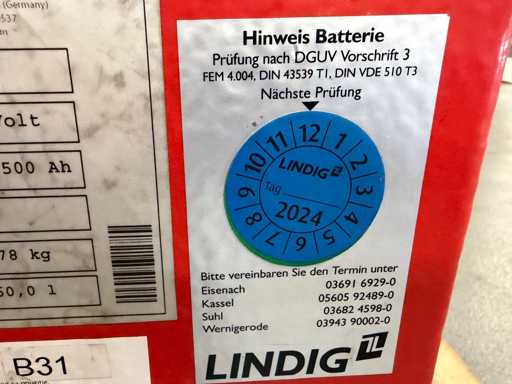 (Germany)
Volt
500 Ah
78 kg
50,0 l
B31
Hinweis Batterie
Prüfung nach DGUV Vorschrift 3
FEM 4.004, DIN 43539 T1, DIN VDE 510 T3
Nächste Prüfung
12
1
2
3
4
5
6
7
8
9
10
11
LINDIG
Tag
2024
Bitte vereinbaren Sie den Termin unter
Eisenach 03691 6929-0
Kassel 05605 92489-0
Suhl 03682 4598-0
Wernigerode 03943 90002-0
LINDIG